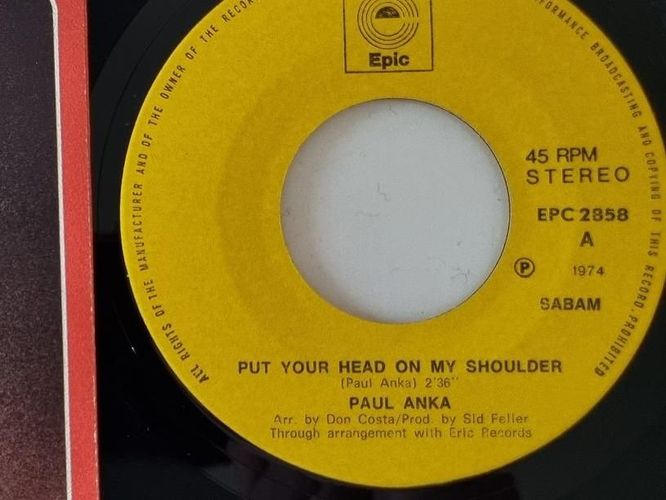 Epic
45 RPM
STEREO
EPC 2858
A
Ⓟ 1974
SABAM
PUT YOUR HEAD ON MY SHOULDER
(Paul Anka) 2'36"
PAUL ANKA
Arr. by Don Costa/Prod. by Sid Feller
Through arrangement with Eric Records
ALL RIGHTS OF THE MANUFACTURER AND OF THE OWNER OF THE
BROADCASTING AND COPYING OF THIS RECORD PROHIBITED